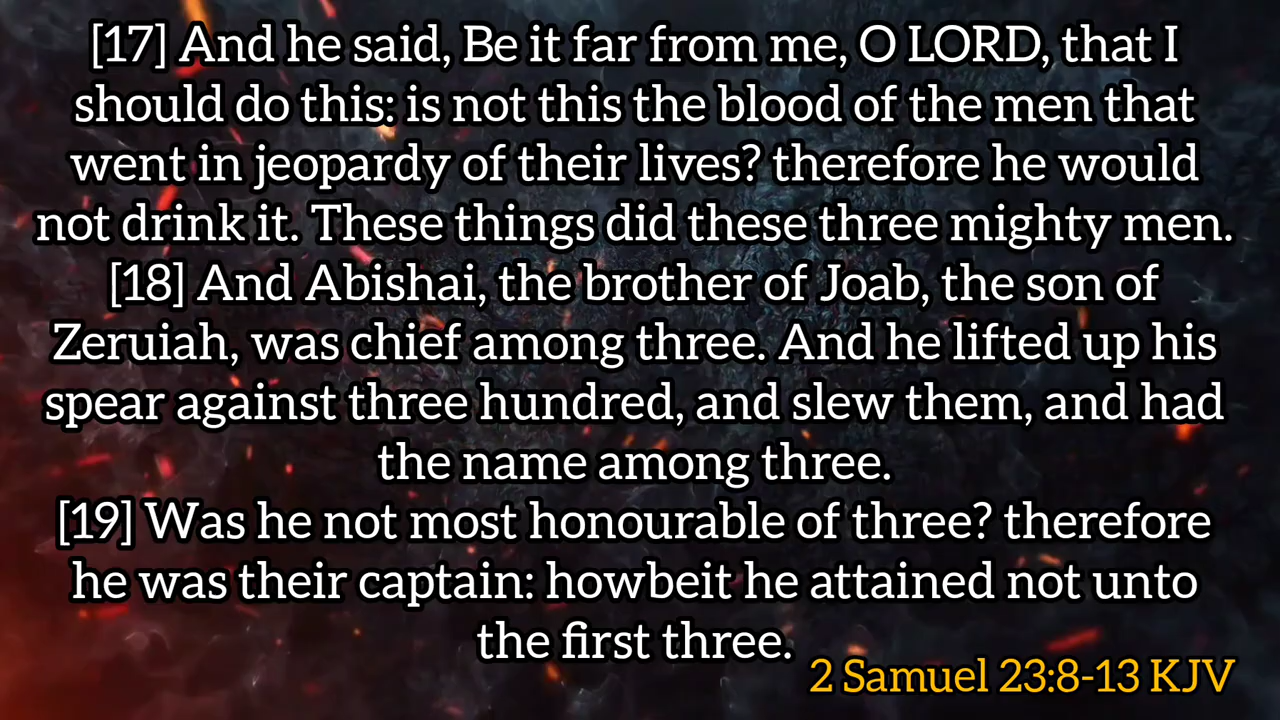 [17] And he said, Be it far from me, O LORD, that I
should do this: is not this the blood of the men that
went in jeopardy of their lives? therefore he would
not drink it. These things did these three mighty men.
[18] And Abishai, the brother of Joab, the son of
Zeruiah, was chief among three. And he lifted up his
spear against three hundred, and slew them, and had
the name among three.
[19] Was he not most honourable of three? therefore
he was their captain: howbeit he attained not unto
the first three.
2 Samuel 23:8-13 KJV